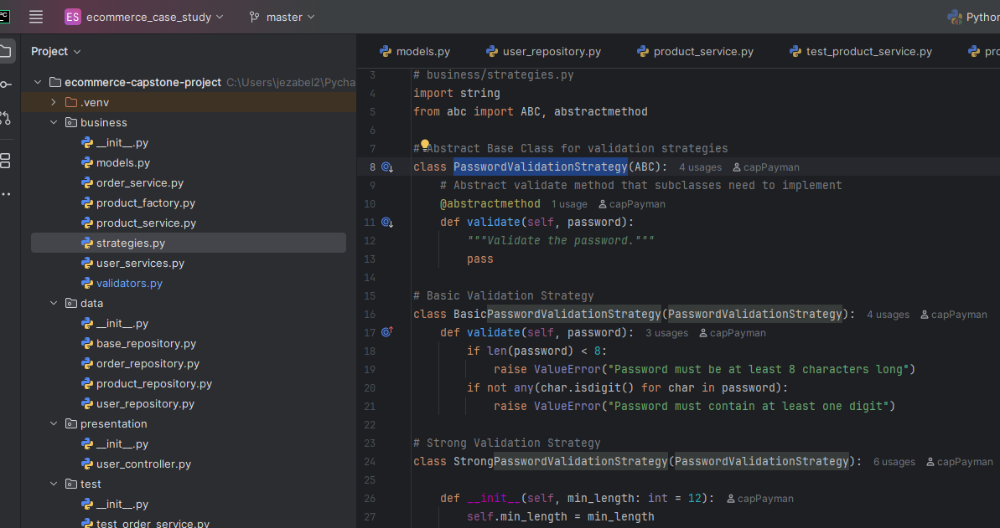 PC
ES ecommerce_case_study
master
Project
ecommerce-capstone-project C:\Users\jezabel2\Pycha
.venv
business
__init__.py
models.py
order_service.py
product_factory.py
product_service.py
strategies.py
user_services.py
validators.py
data
__init__.py
base_repository.py
order_repository.py
product_repository.py
user_repository.py
presentation
__init__.py
user_controller.py
test
__init__.py
test_order_service.py
models.py user_repository.py product_service.py test_product_service.py
3 # business/strategies.py
4 import string
5 from abc import ABC, abstractmethod
6
7 # Abstract Base Class for validation strategies
8 class PasswordValidationStrategy(ABC): 4 usages capPayman
9 # Abstract validate method that subclasses need to implement
10 @abstractmethod 1 usage capPayman
11 def validate(self, password):
12 """Validate the password."""
13 pass
14
15 # Basic Validation Strategy
16 class BasicPasswordValidationStrategy(PasswordValidationStrategy): 4 usages capPayman
17 def validate(self, password): 3 usages capPayman
18 if len(password) < 8:
19 raise ValueError("Password must be at least 8 characters long")
20 if not any(char.isdigit() for char in password):
21 raise ValueError("Password must contain at least one digit")
22
23 # Strong Validation Strategy
24 class StrongPasswordValidationStrategy(PasswordValidationStrategy): 6 usages capPayman
25
26 def __init__(self, min_length: int = 12): capPayman
27 self.min_length = min_length